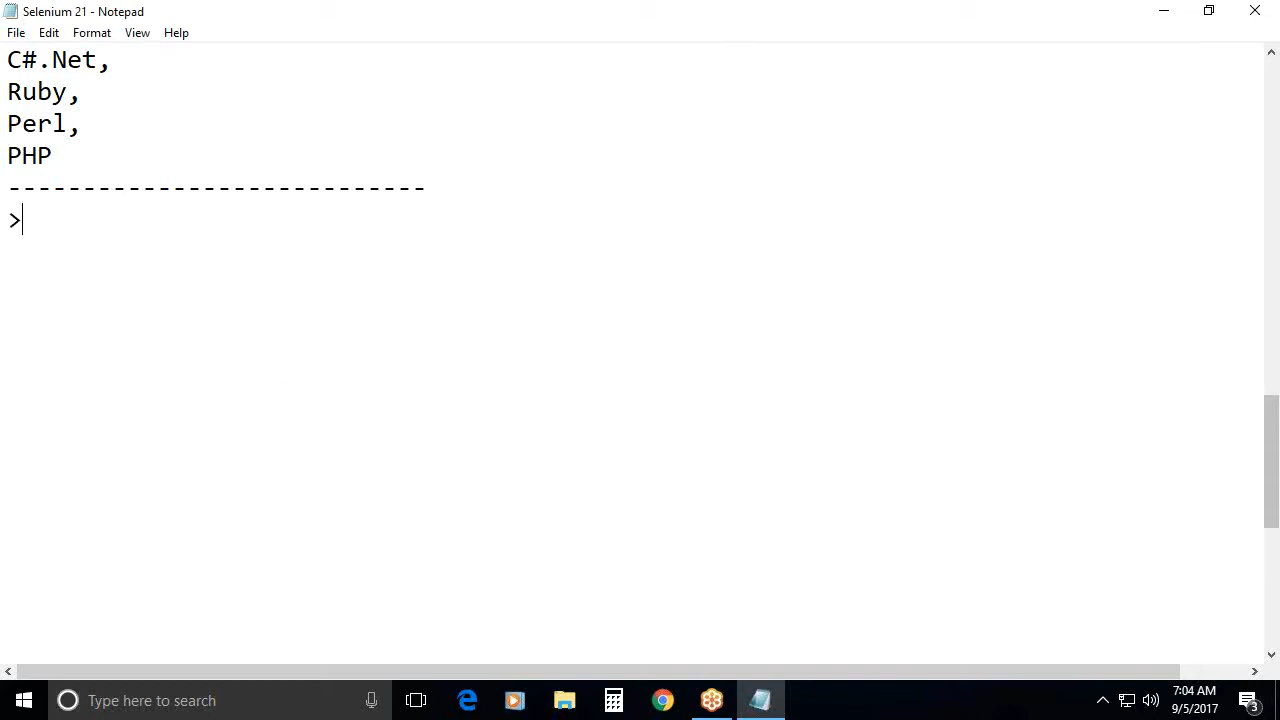 Selenium 21 - Notepad
File Edit Format View Help
C#.Net,
Ruby,
Perl,
PHP
----------------------------
>
Type here to search
7:04 AM
9/5/2017
3